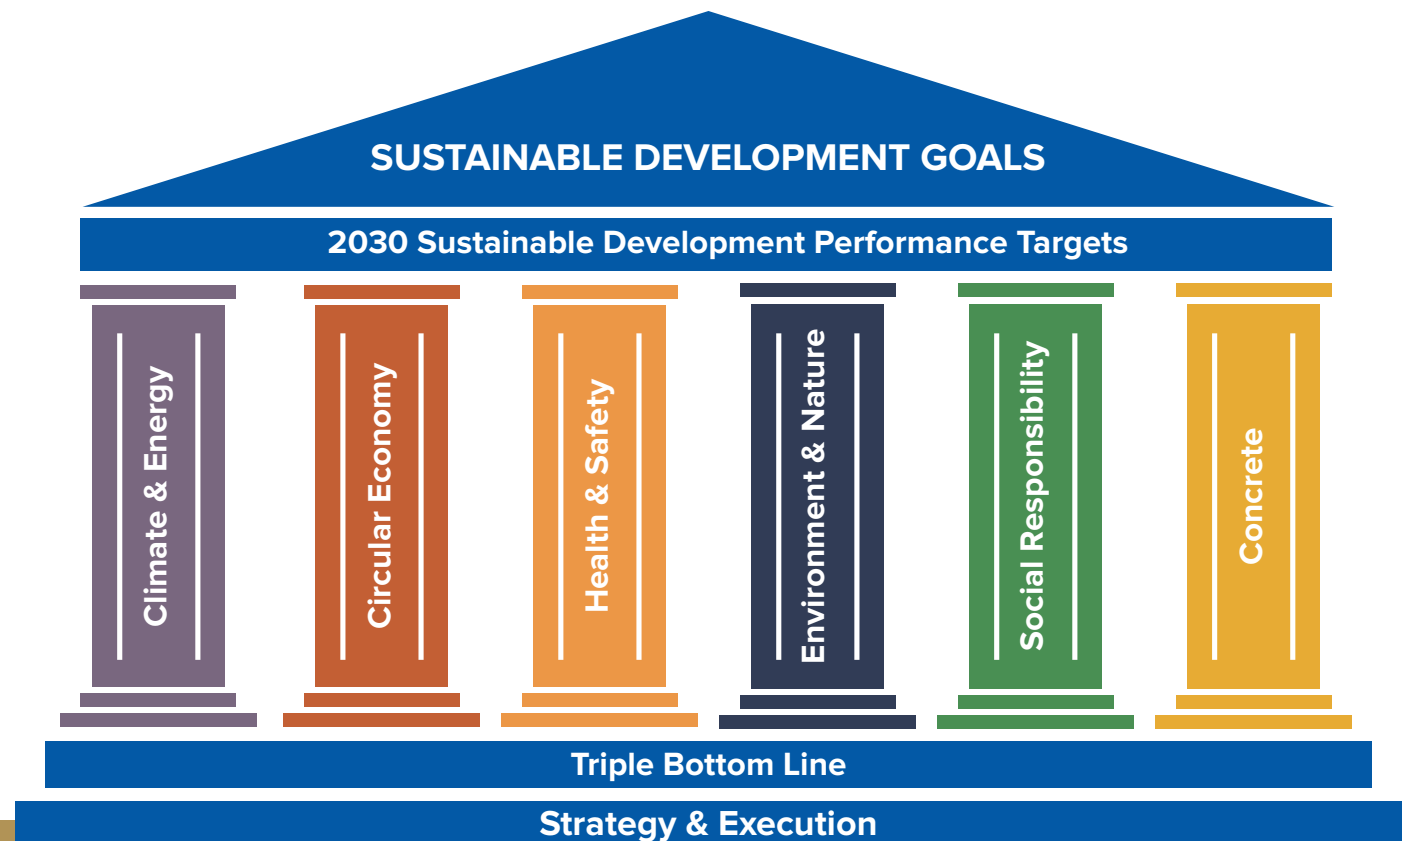 SUSTAINABLE DEVELOPMENT GOALS
2030 Sustainable Development Performance Targets
Climate & Energy
Circular Economy
Health & Safety
Environment & Nature
Social Responsibility
Concrete
Triple Bottom Line
Strategy & Execution